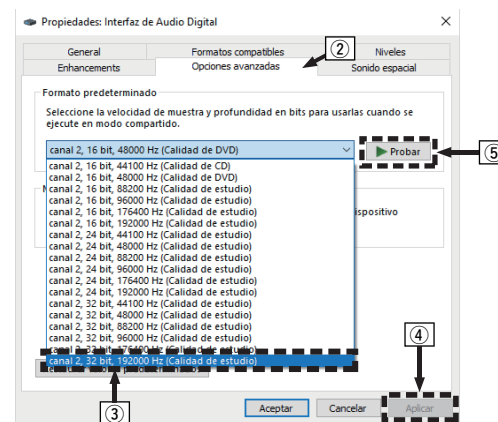 Propiedades: Interfaz de Audio Digital
General Formatos compatibles Niveles
②
Enhancements Opciones avanzadas Sonido espacial
Formato predeterminado
Seleccione la velocidad de muestra y profundidad en bits para usarlas cuando se
ejecute en modo compartido.
canal 2, 16 bit, 48000 Hz (Calidad de DVD) Probar ⑤
canal 2, 16 bit, 44100 Hz (Calidad de CD)
canal 2, 16 bit, 48000 Hz (Calidad de DVD)
canal 2, 16 bit, 88200 Hz (Calidad de estudio)
canal 2, 16 bit, 96000 Hz (Calidad de estudio)
canal 2, 16 bit, 176400 Hz (Calidad de estudio) ispositivo
canal 2, 16 bit, 192000 Hz (Calidad de estudio)
canal 2, 24 bit, 44100 Hz (Calidad de estudio)
canal 2, 24 bit, 48000 Hz (Calidad de estudio)
canal 2, 24 bit, 88200 Hz (Calidad de estudio)
canal 2, 24 bit, 96000 Hz (Calidad de estudio)
canal 2, 24 bit, 176400 Hz (Calidad de estudio)
canal 2, 24 bit, 192000 Hz (Calidad de estudio)
canal 2, 32 bit, 44100 Hz (Calidad de estudio)
canal 2, 32 bit, 48000 Hz (Calidad de estudio)
canal 2, 32 bit, 88200 Hz (Calidad de estudio)
canal 2, 32 bit, 96000 Hz (Calidad de estudio)
canal 2, 32 bit, 176400 Hz (Calidad de estudio)
canal 2, 32 bit, 192000 Hz (Calidad de estudio)
④
③
Aceptar Cancelar Aplicar